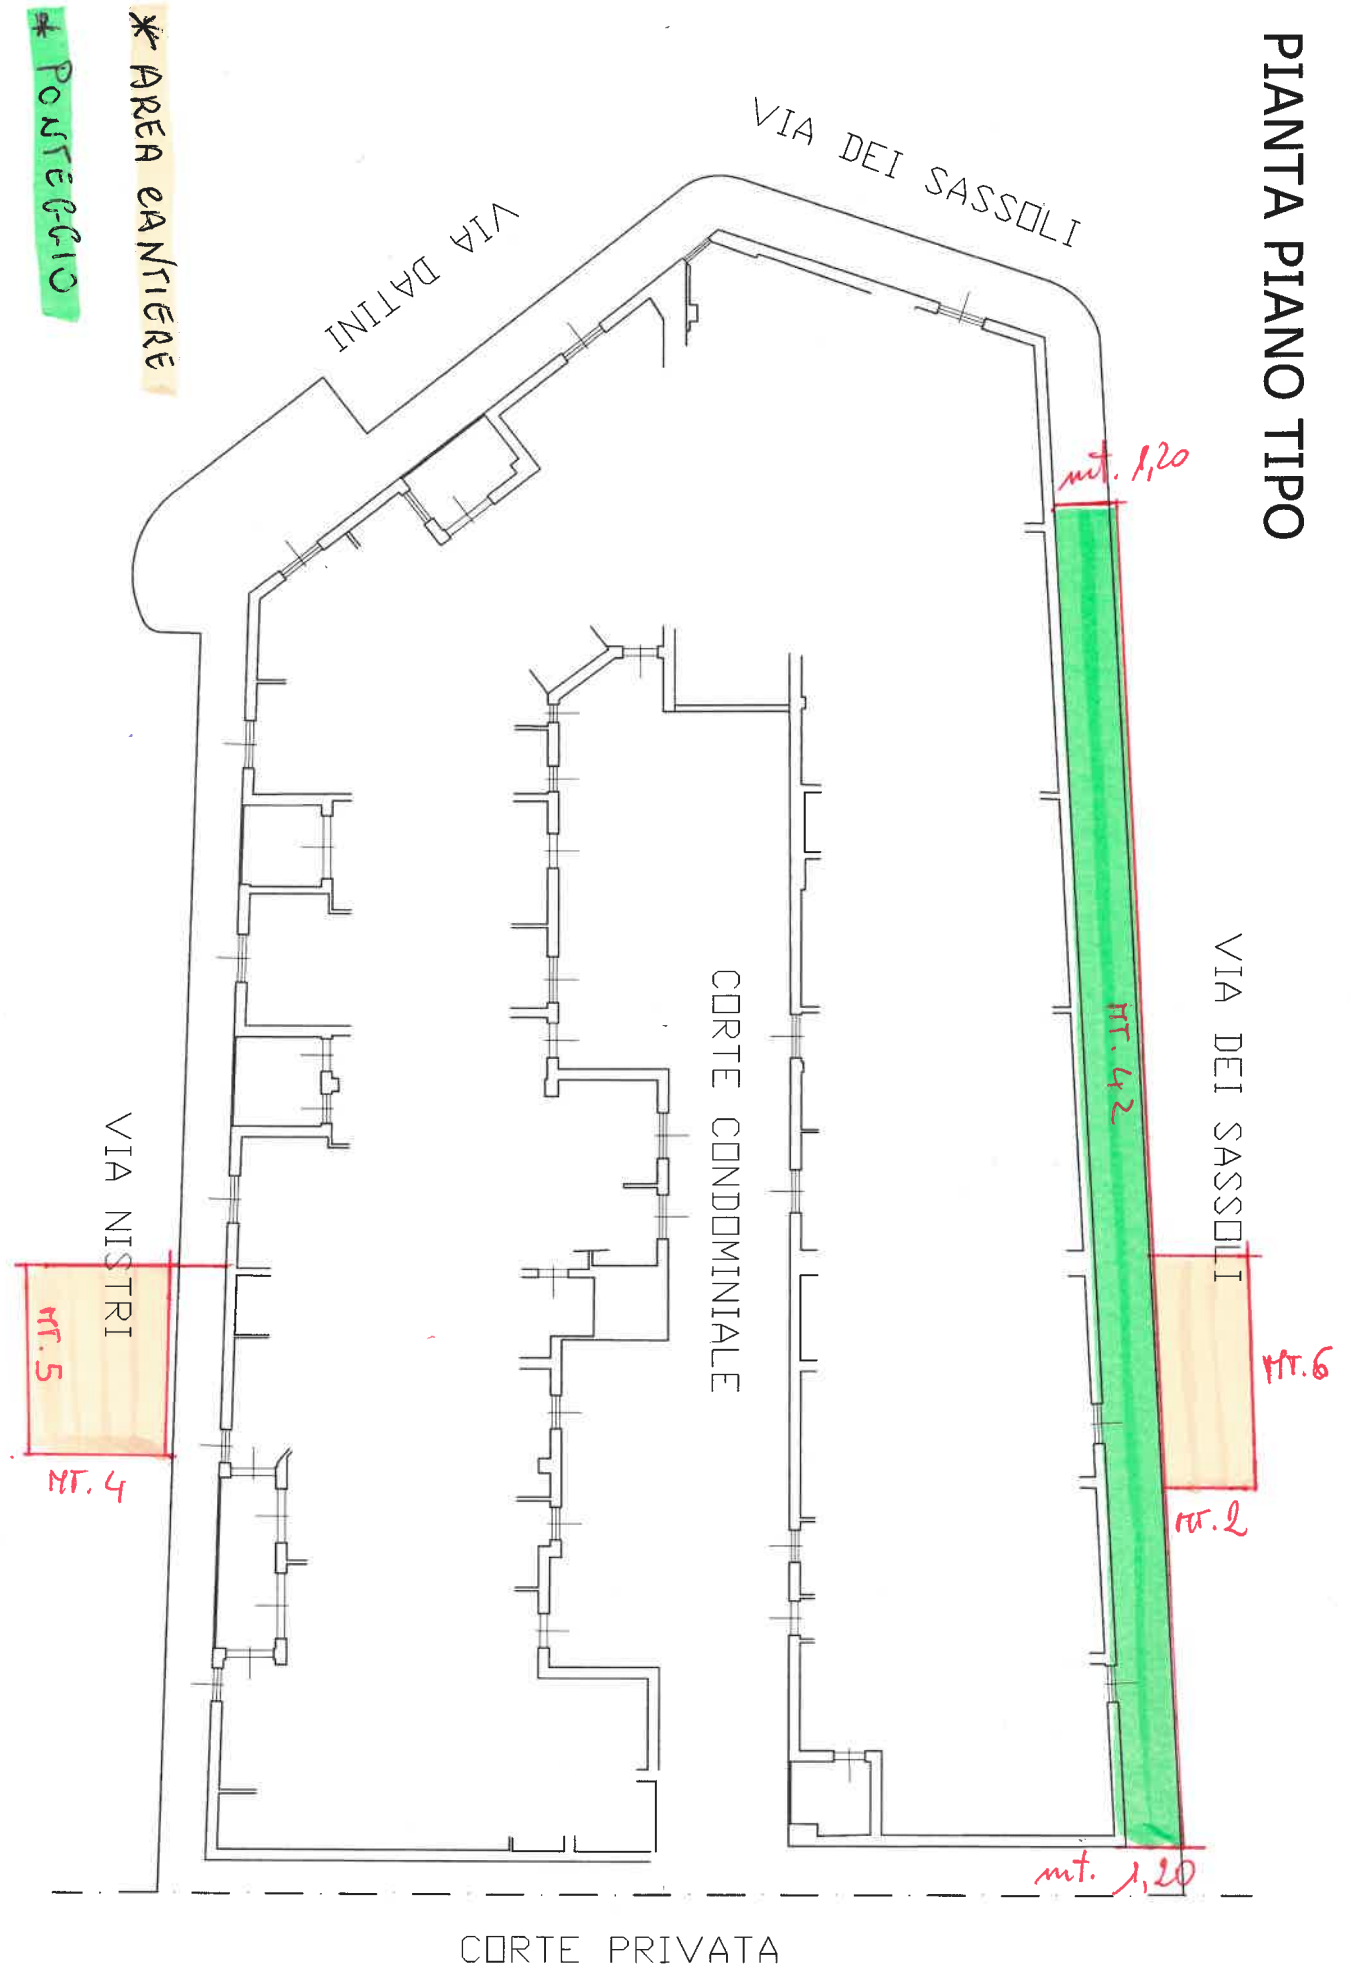 PIANTA PIANO TIPO
* AREA CANTIERE
* PONTEGGIO
VIA DEI SASSOLI
VIA DATINI
mt. 1,20
VIA DEI SASSOLI
MT. 42
CORTE CONDOMINIALE
VIA NISTRI
MT. 5
MT. 4
MT. 6
MT. 2
mt. 1,20
CORTE PRIVATA